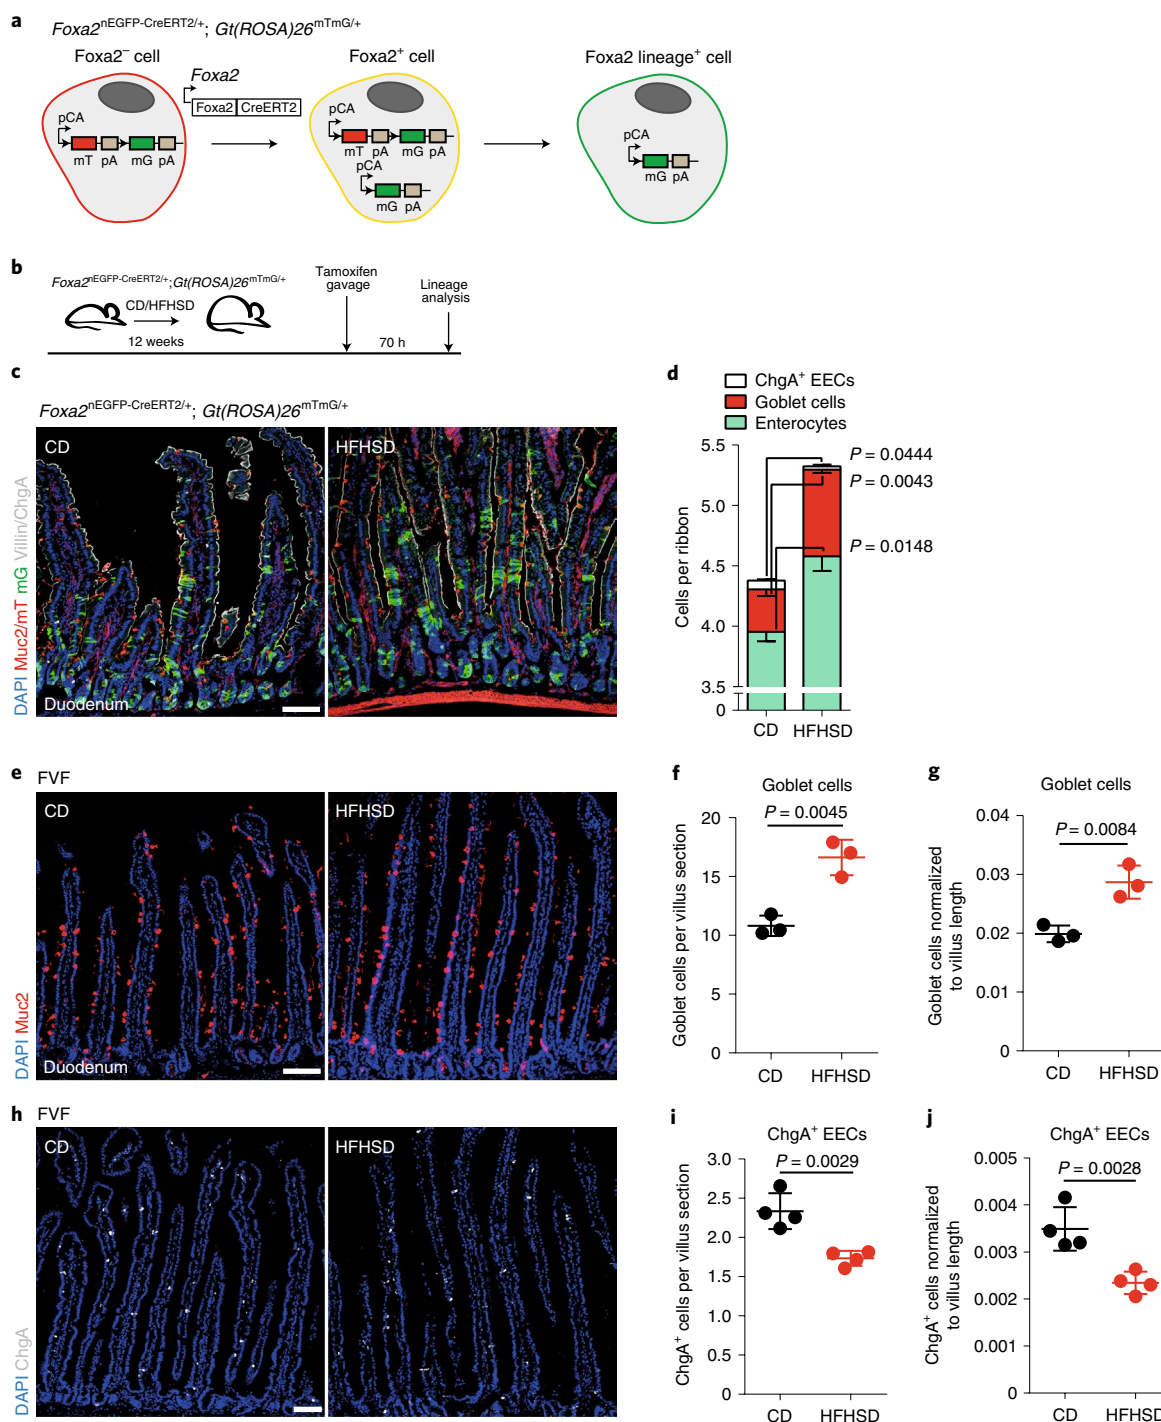 a
Foxa2nEGFP-CreERT2/+; Gt(ROSA)26mTmG/+
Foxa2− cell
Foxa2+ cell
Foxa2 lineage+ cell
Foxa2
Foxa2 CreERT2
pCA
mT pA mG pA
pCA
mT pA mG pA
pCA
mG pA
pCA
mG pA
b
Foxa2nEGFP-CreERT2/+;Gt(ROSA)26mTmG/+
CD/HFHSD
12 weeks
Tamoxifen
gavage
70 h
Lineage
analysis
c
Foxa2nEGFP-CreERT2/+; Gt(ROSA)26mTmG/+
DAPI Muc2/mT mG Villin/ChgA
CD
HFHSD
Duodenum
d
ChgA+ EECs
Goblet cells
Enterocytes
Cells per ribbon
5.5
5.0
4.5
4.0
3.5
0
P = 0.0444
P = 0.0043
P = 0.0148
CD HFHSD
e
FVF
DAPI Muc2
CD
HFHSD
Duodenum
f
Goblet cells
P = 0.0045
Goblet cells per villus section
20
15
10
5
0
CD HFHSD
g
Goblet cells
P = 0.0084
Goblet cells normalized
to villus length
0.04
0.03
0.02
0.01
0
CD HFHSD
h
FVF
DAPI ChgA
CD
HFHSD
i
ChgA+ EECs
P = 0.0029
ChgA+ cells per villus section
3.0
2.5
2.0
1.5
1.0
0.5
0
CD HFHSD
j
ChgA+ EECs
P = 0.0028
ChgA+ cells normalized
to villus length
0.005
0.004
0.003
0.002
0.001
0
CD HFHSD